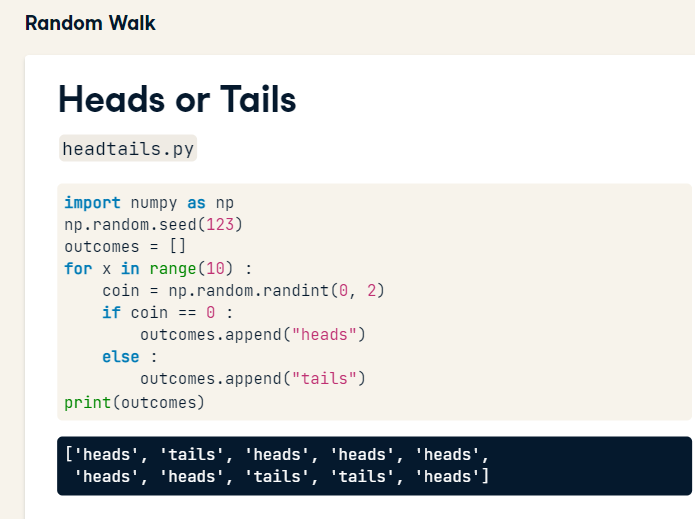 Random Walk
Heads or Tails
headtails.py
import numpy as np
np.random.seed(123)
outcomes = []
for x in range(10) :
    coin = np.random.randint(0, 2)
    if coin == 0 :
        outcomes.append("heads")
    else :
        outcomes.append("tails")
print(outcomes)
['heads', 'tails', 'heads', 'heads', 'heads',
 'heads', 'heads', 'tails', 'tails', 'heads']